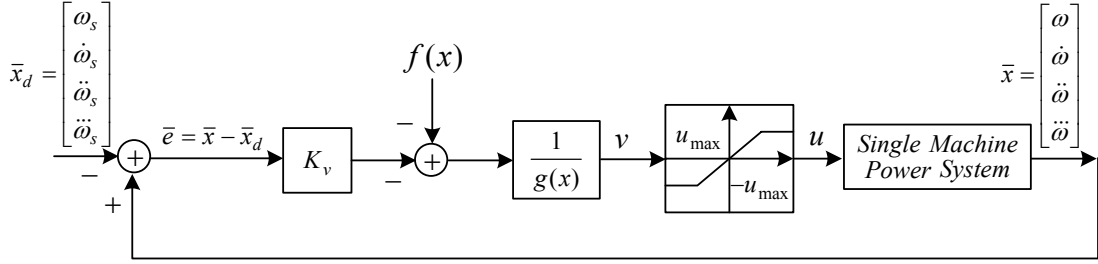 x̄_d = [ω_s ω̇_s ω̈_s ω⃛_s]
−
+
+
ē = x̄ − x̄_d
K_v
−
f(x)
−
+
1/g(x)
v
u_max
−u_max
u
Single Machine
Power System
x̄ = [ω ω̇ ω̈ ω⃛]